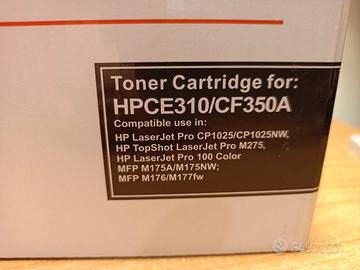 Toner Cartridge for:
HPCE310/CF350A
Compatible use in:
HP LaserJet Pro CP1025/CP1025NW,
HP TopShot LaserJet Pro M275,
HP LaserJet Pro 100 Color
MFP M175A/M175NW;
MFP M176/M177fw
subito